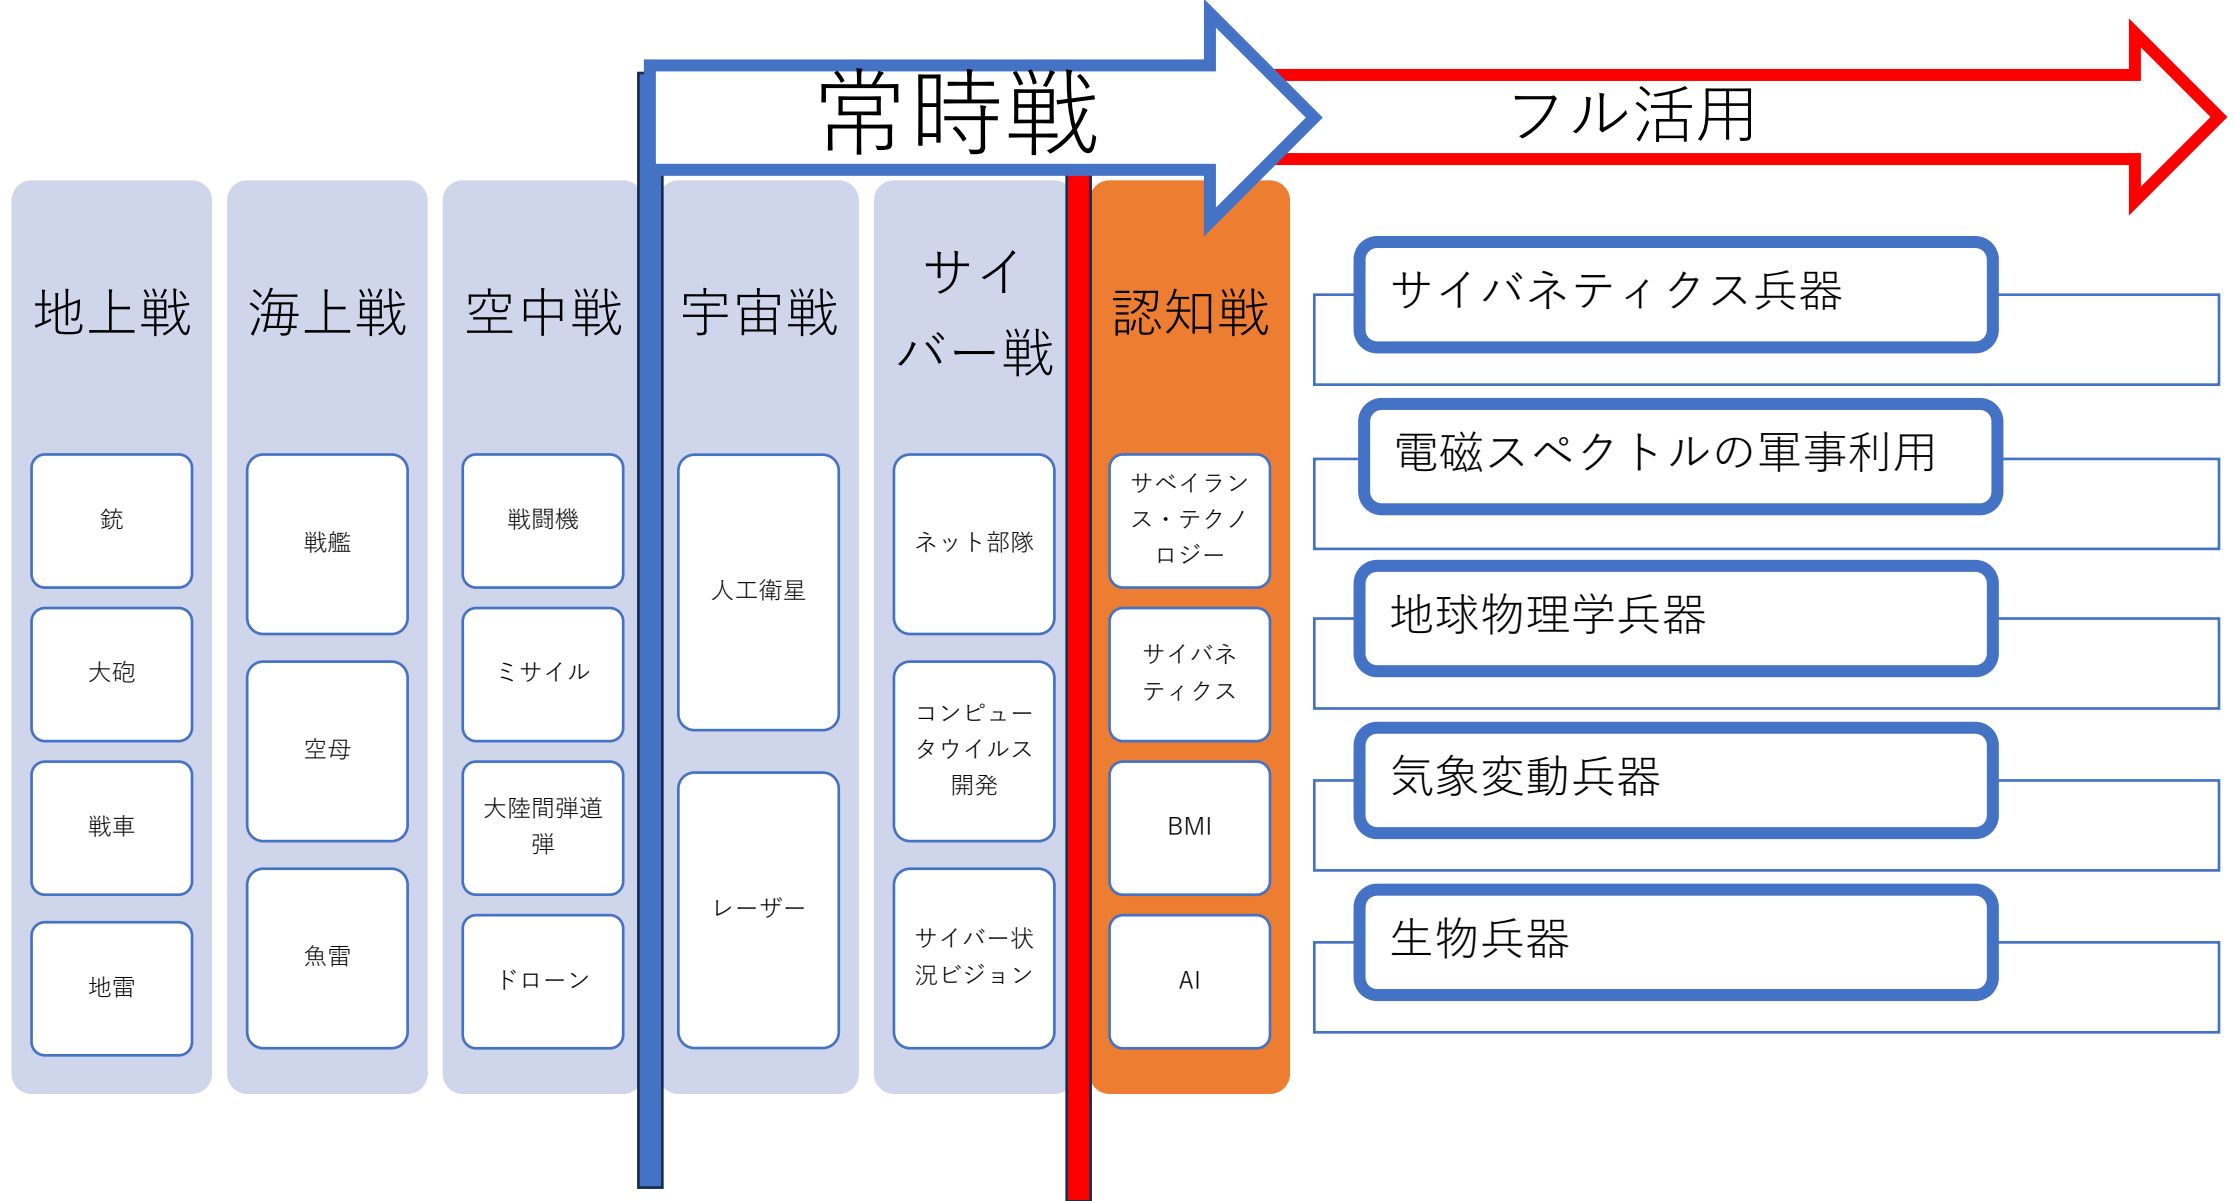 常時戦
フル活用
地上戦
銃
大砲
戦車
地雷
海上戦
戦艦
空母
魚雷
空中戦
戦闘機
ミサイル
大陸間弾道
弾
ドローン
宇宙戦
人工衛星
レーザー
サイ
バー戦
ネット部隊
コンピュー
タウイルス
開発
サイバー状
況ビジョン
認知戦
サベイラン
ス・テクノ
ロジー
サイバネ
ティクス
BMI
AI
サイバネティクス兵器
電磁スペクトルの軍事利用
地球物理学兵器
気象変動兵器
生物兵器